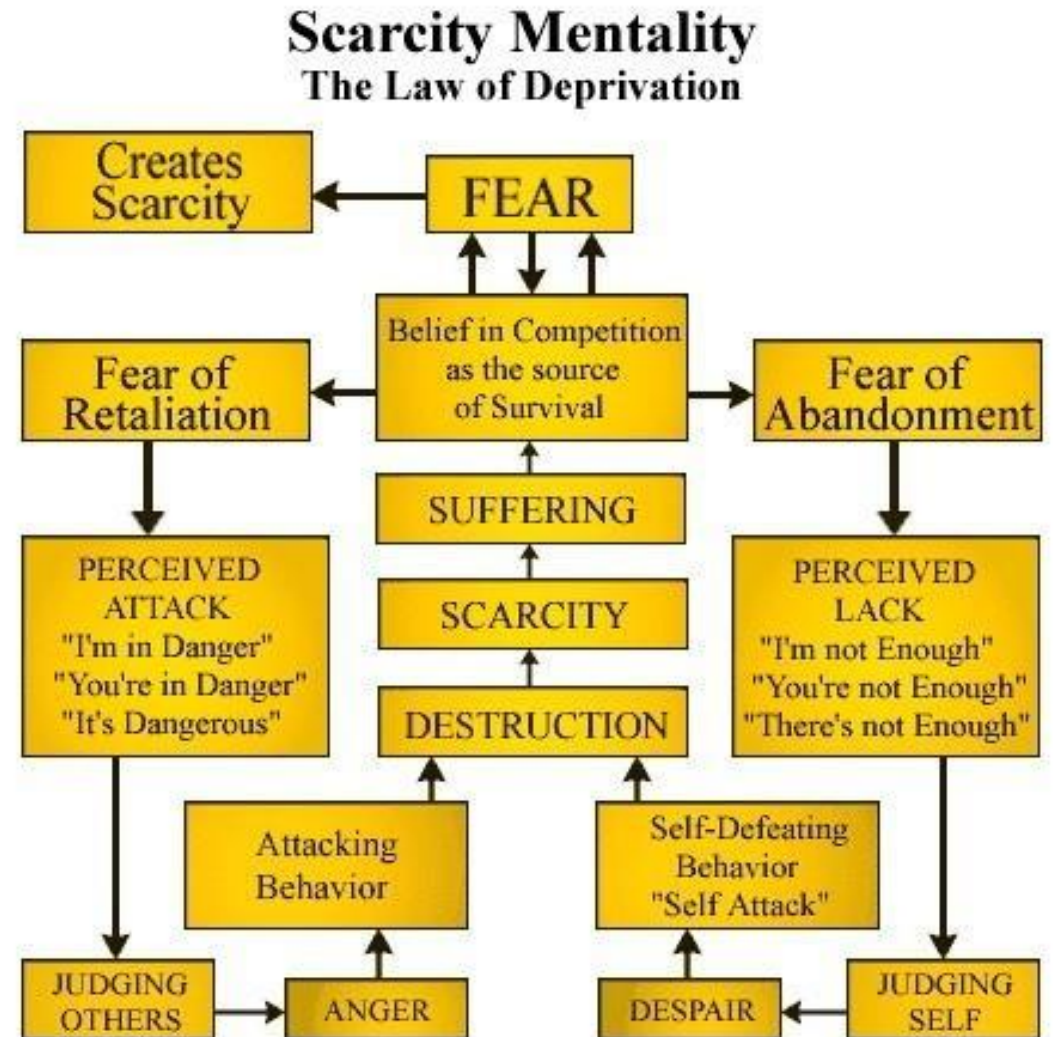 Scarcity Mentality
The Law of Deprivation
Creates
Scarcity
FEAR
Belief in Competition
as the source
of Survival
Fear of
Retaliation
Fear of
Abandonment
SUFFERING
PERCEIVED
ATTACK
"I'm in Danger"
"You're in Danger"
"It's Dangerous"
SCARCITY
PERCEIVED
LACK
"I'm not Enough"
"You're not Enough"
"There's not Enough"
DESTRUCTION
Attacking
Behavior
Self-Defeating
Behavior
"Self Attack"
JUDGING
OTHERS
ANGER
DESPAIR
JUDGING
SELF